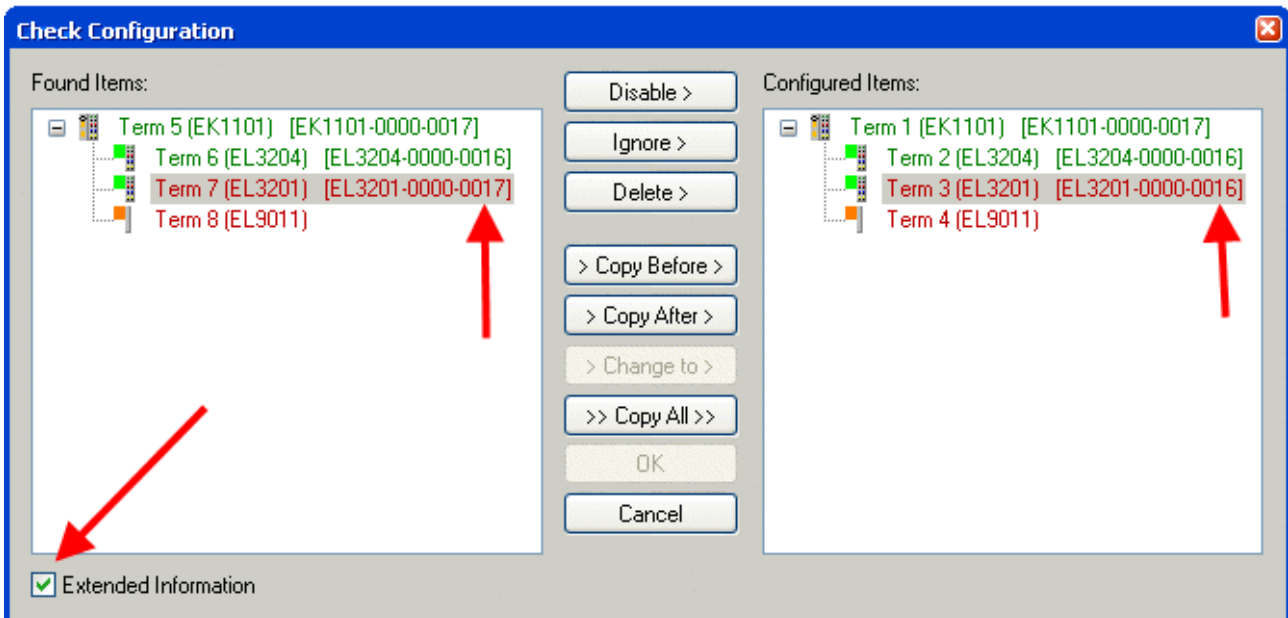 Check Configuration
Found Items:
Term 5 (EK1101) [EK1101-0000-0017]
Term 6 (EL3204) [EL3204-0000-0016]
Term 7 (EL3201) [EL3201-0000-0017]
Term 8 (EL9011)
Extended Information
Disable >
Ignore >
Delete >
> Copy Before >
> Copy After >
> Change to >
>> Copy All >>
OK
Cancel
Configured Items:
Term 1 (EK1101) [EK1101-0000-0017]
Term 2 (EL3204) [EL3204-0000-0016]
Term 3 (EL3201) [EL3201-0000-0016]
Term 4 (EL9011)